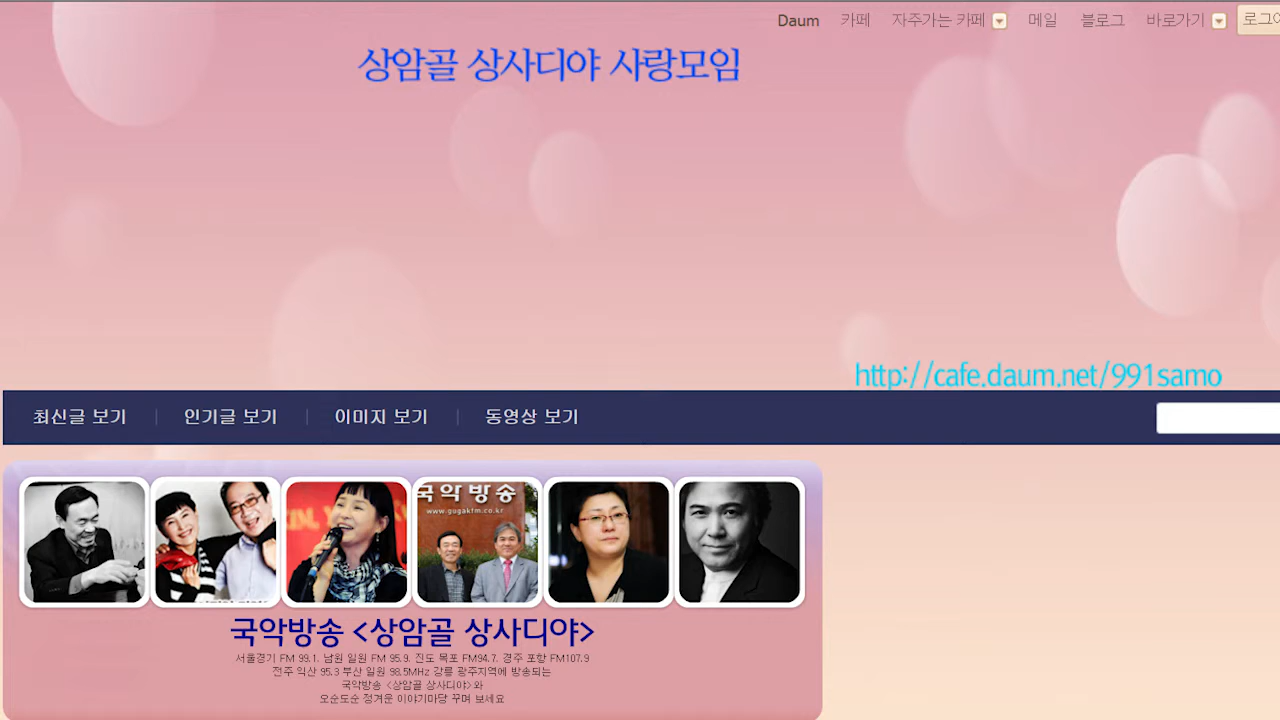 Daum 카페 자주가는 카페 메일 블로그 바로가기
상암골 상사디야 사랑모임
http://cafe.daum.net/991samo
최신글 보기 | 인기글 보기 | 이미지 보기 | 동영상 보기
국악방송
www.gugakfm.co.kr
국악방송 <상암골 상사디야>
서울경기 FM 99.1. 남원 일원 FM 95.9. 진도 목포 FM94.7. 경주 포항 FM107.9
전주 익산 95.3 부산 일원 98.5MHz 강릉 광주지역에 방송되는
국악방송 <상암골 상사디야>와
오순도순 정겨운 이야기마당 꾸며 보세요